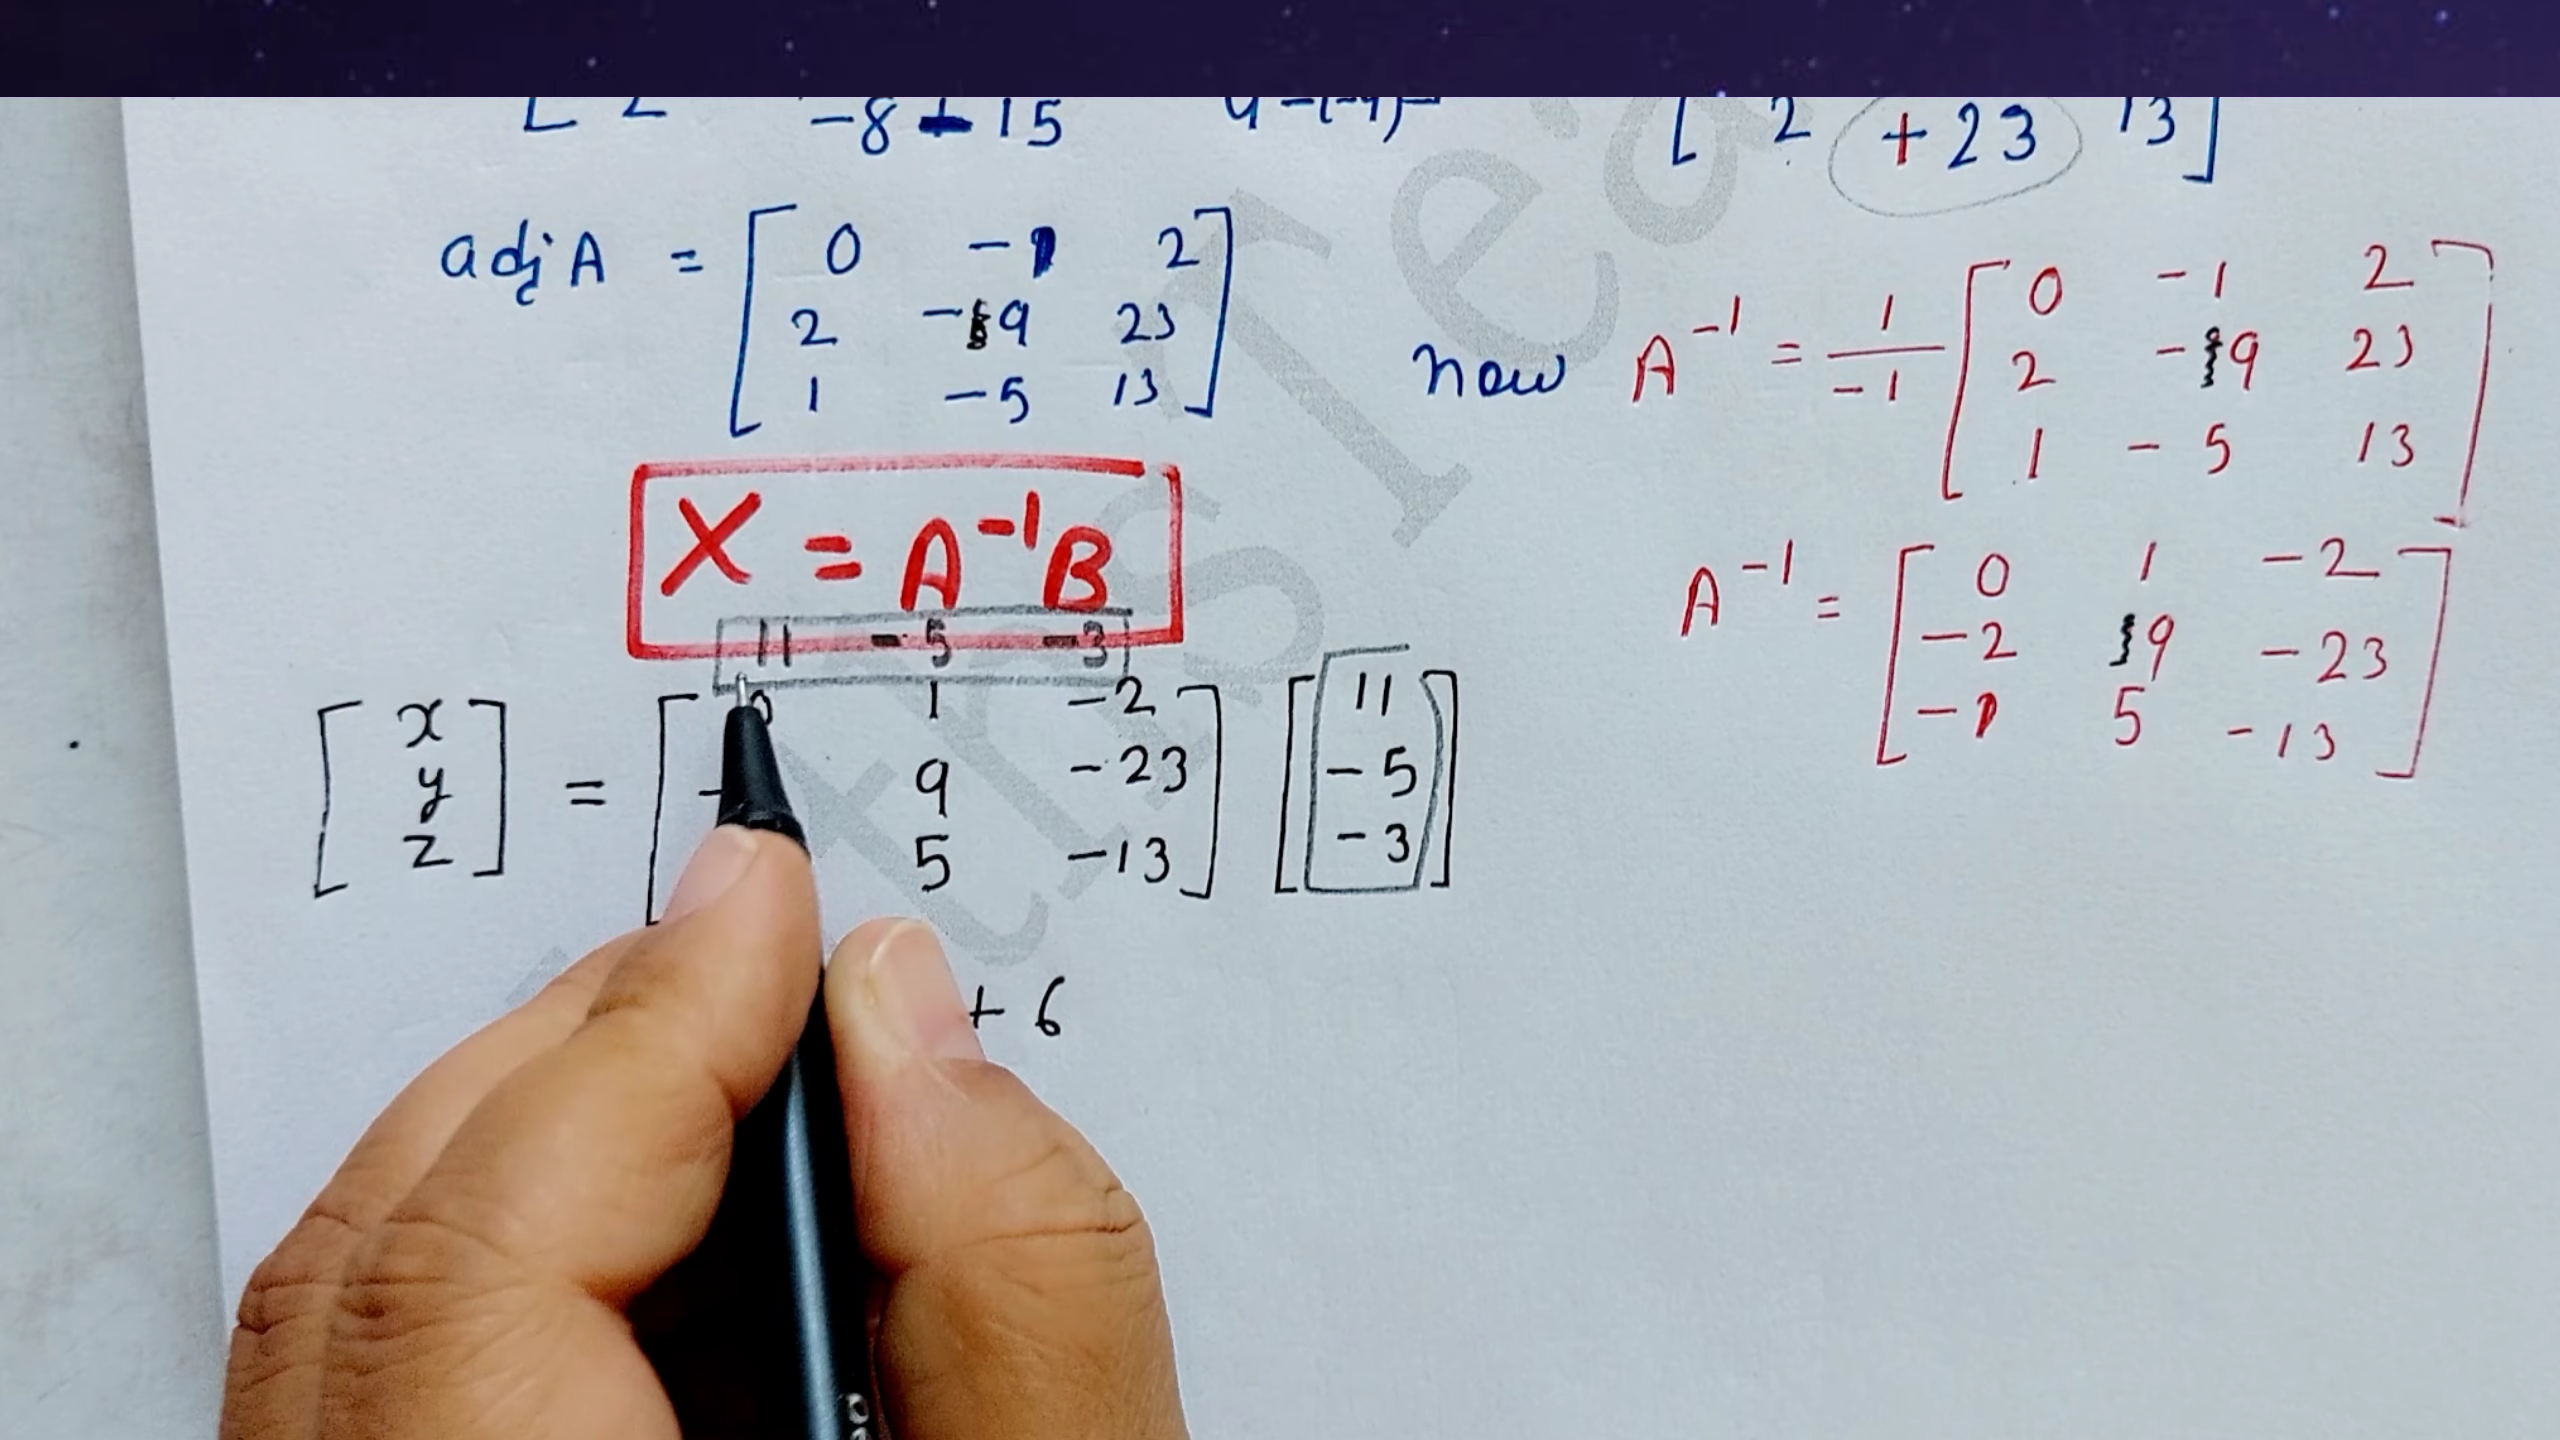 -8 + 15
[ 2 +23 13 ]
adj A = [ 0 -1 2
2 -9 23
1 -5 13 ]
now A⁻¹ = 1/-1 [ 0 -1 2
2 -9 23
1 -5 13 ]
X = A⁻¹B
A⁻¹ = [ 0 1 -2
-2 9 -23
-1 5 -13 ]
11 -5 -3
[ x
y
z ] = [ 0 1 -2
9 -23
5 -13 ] [ 11
-5
-3 ]
+ 6